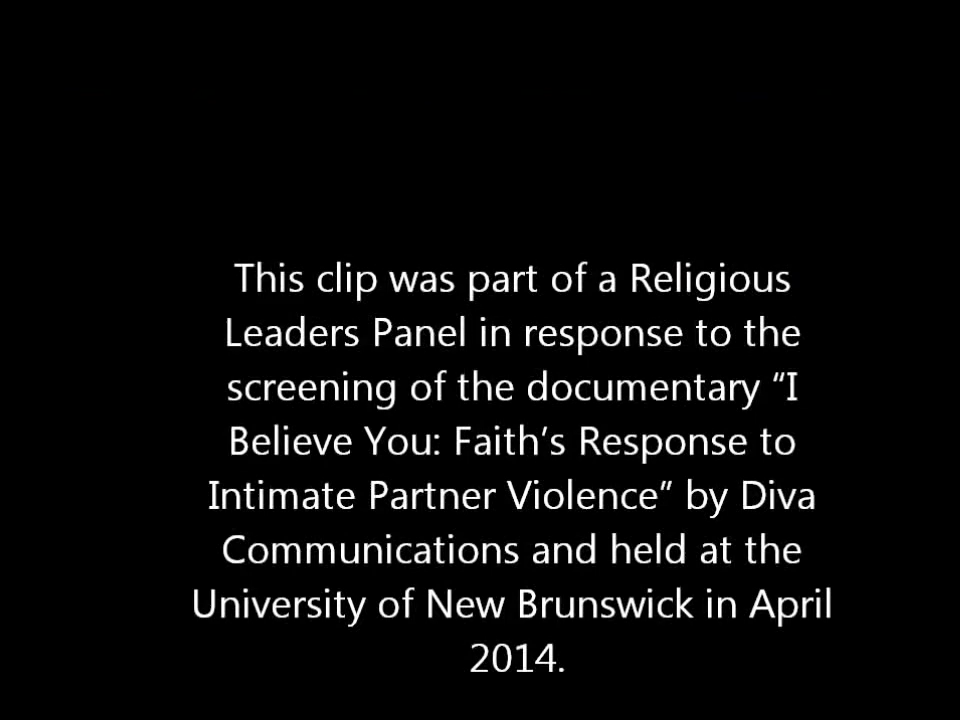 This clip was part of a Religious
Leaders Panel in response to the
screening of the documentary “I
Believe You: Faith’s Response to
Intimate Partner Violence” by Diva
Communications and held at the
University of New Brunswick in April
2014.